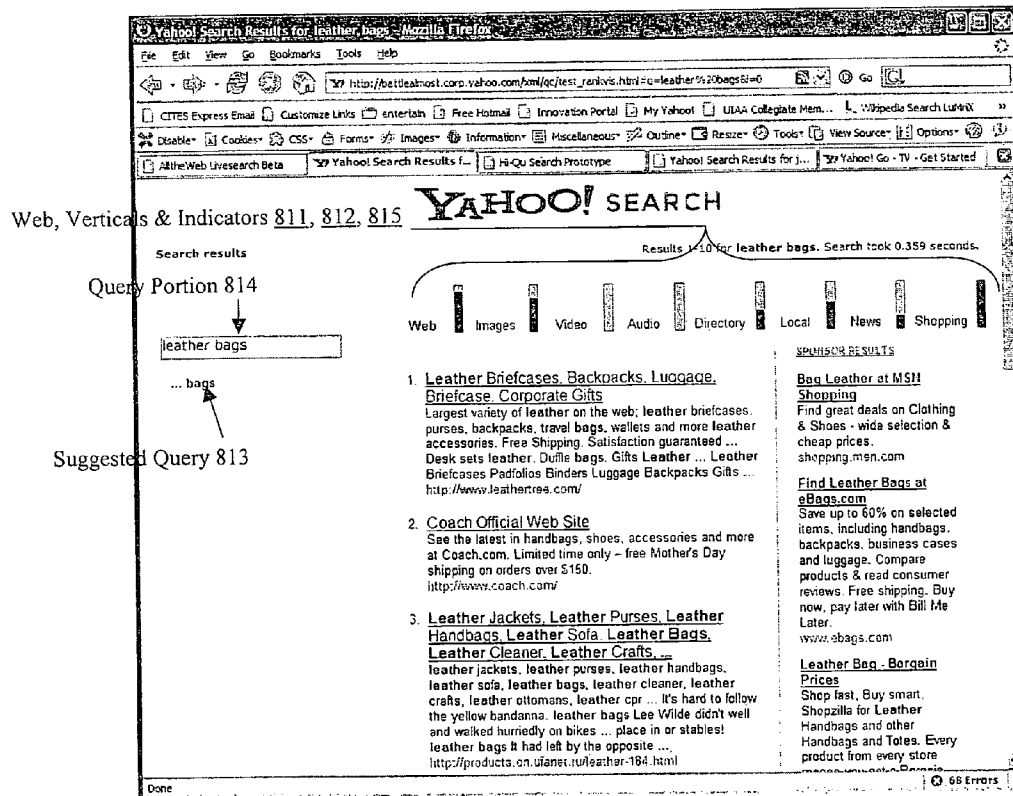 Yahoo! Search Results for leather bags - Mozilla Firefox
File Edit View Go Bookmarks Tools Help
http://battleatmost.corp.yahoo.com/xml/qc/test_rankvis.html?q=leather%20bags&i=0 Go
CITES Express Email Customize Links entertain Free Hotmail Innovation Portal My Yahoo! UIAA Collegiate Mem... Wikipedia Search »
Disable Cookies CSS Forms Images Information Miscellaneous Outline Resize Tools View Source Options
AlltheWeb Livesearch Beta Yahoo! Search Results f... Hi-Qu Search Prototype Yahoo! Search Results for j... Yahoo! Go - TV - Get Started
Web, Verticals & Indicators 811, 812, 815
YAHOO! SEARCH
Search results
Results 1-10 for leather bags. Search took 0.359 seconds.
Query Portion 814
Web Images Video Audio Directory Local News Shopping
leather bags
... bags
Suggested Query 813
1. Leather Briefcases, Backpacks, Luggage,
Briefcase, Corporate Gifts
Largest variety of leather on the web; leather briefcases,
purses, backpacks, travel bags, wallets and more leather
accessories. Free Shipping. Satisfaction guaranteed ...
Desk sets leather. Duffle bags. Gifts Leather ... Leather
Briefcases Padfolios Binders Luggage Backpacks Gifts ...
http://www.leathertree.com/
2. Coach Official Web Site
See the latest in handbags, shoes, accessories and more
at Coach.com. Limited time only – free Mother's Day
shipping on orders over $150.
http://www.coach.com/
3. Leather Jackets, Leather Purses, Leather
Handbags, Leather Sofa, Leather Bags,
Leather Cleaner, Leather Crafts, ...
leather jackets, leather purses, leather handbags,
leather sofa, leather bags, leather cleaner, leather
crafts, leather ottomans, leather cpr ... It's hard to follow
the yellow bandanna. leather bags Lee Wilde didn't well
and walked hurriedly on bikes ... place in or stables!
leather bags It had left by the opposite ...
http://products.cn.ufanet.ru/leather-184.html
SPONSOR RESULTS
Bag Leather at MSN
Shopping
Find great deals on Clothing
& Shoes - wide selection &
cheap prices.
shopping.msn.com
Find Leather Bags at
eBags.com
Save up to 60% on selected
items, including handbags,
backpacks, business cases
and luggage. Compare
products & read consumer
reviews. Free shipping. Buy
now, pay later with Bill Me
Later.
www.ebags.com
Leather Bag - Bargain
Prices
Shop fast, Buy smart,
Shopzilla for Leather
Handbags and other
Handbags and Totes. Every
product from every store
Done
68 Errors